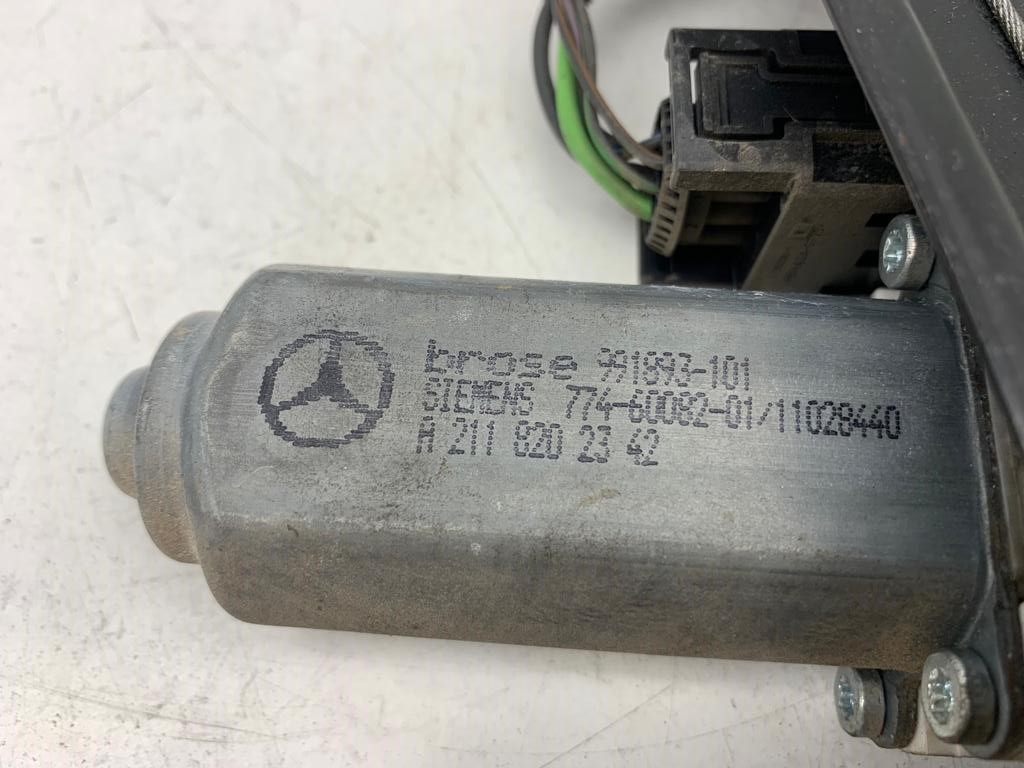 brose 991893-101
SIEMENS 774-60082-01/11028440
A 211 820 23 42